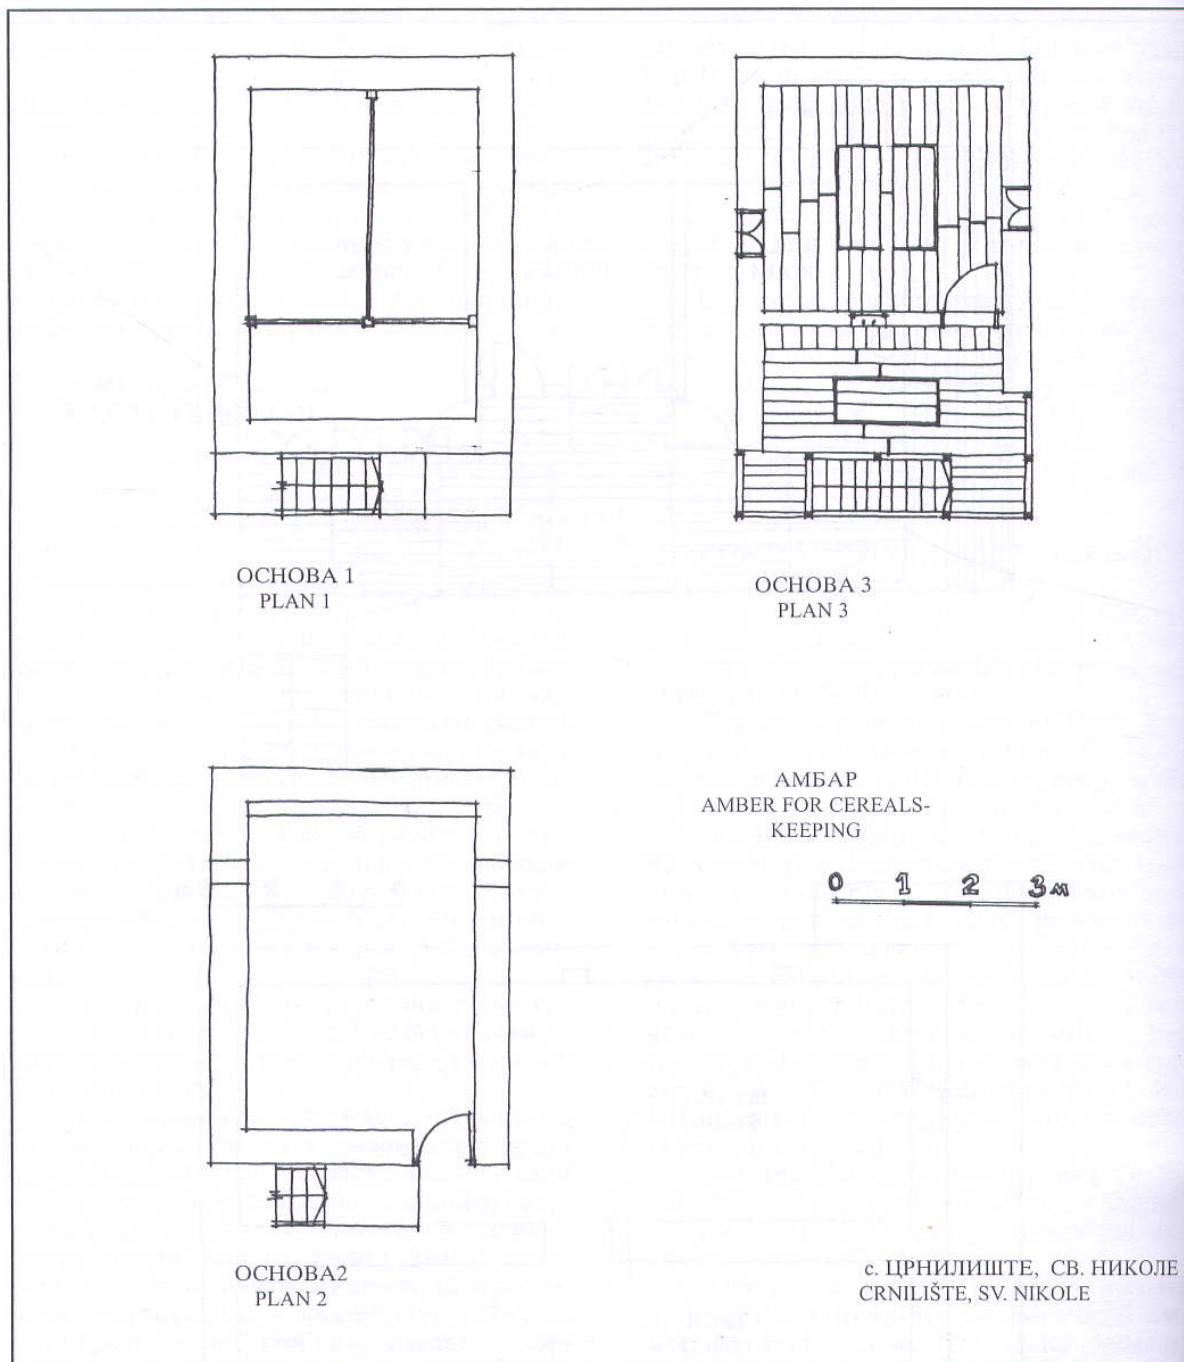 ОСНОВА 1
PLAN 1
ОСНОВА 3
PLAN 3
АМБАР
AMBER FOR CEREALS-
KEEPING
0 1 2 3м
ОСНОВА2
PLAN 2
с. ЦРНИЛИШТЕ, СВ. НИКОЛЕ
CRNILIŠTE, SV. NIKOLE